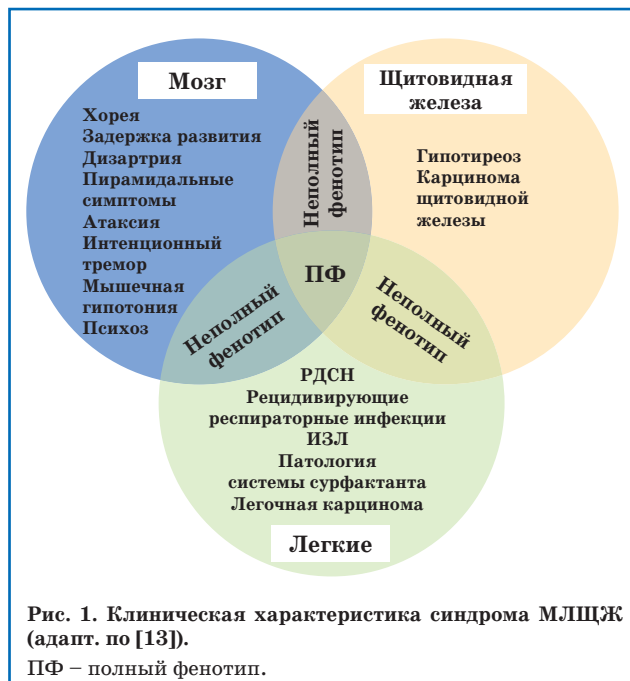 Мозг
Хорея
Задержка развития
Дизартрия
Пирамидальные
симптомы
Атаксия
Интенционный
тремор
Мышечная
гипотония
Психоз
Щитовидная
железа
Гипотиреоз
Карцинома
щитовидной
железы
Неполный
фенотип
ПФ
Неполный
фенотип
Неполный
фенотип
РДСН
Рецидивирующие
респираторные инфекции
ИЗЛ
Патология
системы сурфактанта
Легочная карцинома
Легкие
Рис. 1. Клиническая характеристика синдрома МЛЩЖ
(адапт. по [13]).
ПФ – полный фенотип.